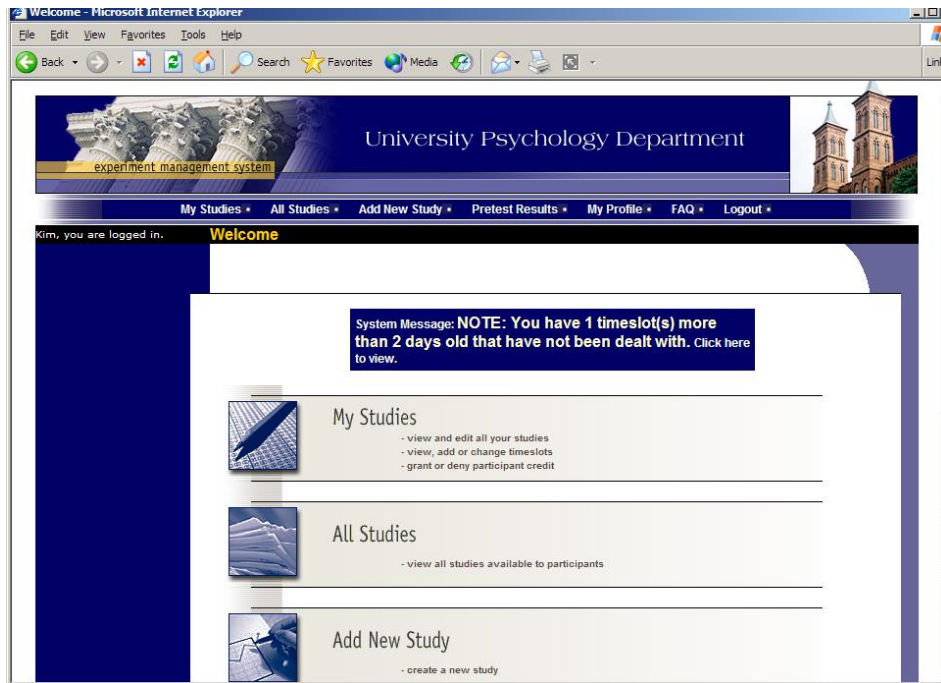 Welcome - Microsoft Internet Explorer
File Edit View Favorites Tools Help
Back Search Favorites Media
University Psychology Department
experiment management system
My Studies All Studies Add New Study Pretest Results My Profile FAQ Logout
Kim, you are logged in. Welcome
System Message: NOTE: You have 1 timeslot(s) more
than 2 days old that have not been dealt with. Click here
to view.
My Studies
- view and edit all your studies
- view, add or change timeslots
- grant or deny participant credit
All Studies
- view all studies available to participants
Add New Study
- create a new study